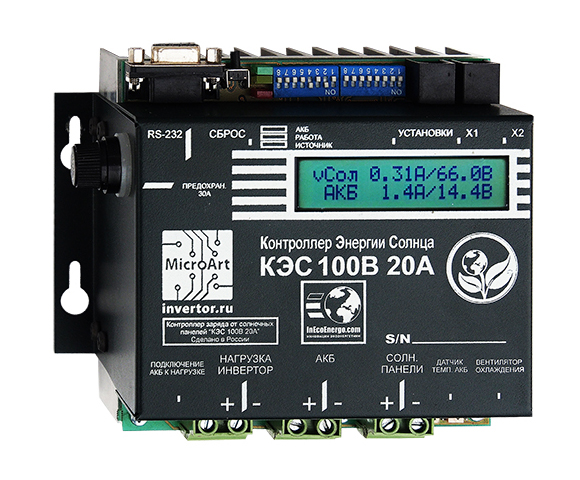 1 2 3 4 5 6 7 8
NO
1 2 3 4 5 6 7 8
NO
RS-232 СБРОС АКБ РАБОТА ИСТОЧНИК УСТАНОВКИ X1 X2
ПРЕДОХРАН.
30А
vСол 0.31А/66.0В
АКБ 1.4А/14.4В
MicroArt
invertor.ru
Контроллер Энергии Солнца
КЭС 100В 20А
Контроллер заряда от солнечных
панелей "КЭС 100В 20А"
Сделано в России
InEcoEnergo.com
S/N
ПОДКЛЮЧЕНИЕ
АКБ К НАГРУЗКЕ
НАГРУЗКА
ИНВЕРТОР
АКБ
СОЛН.
ПАНЕЛИ
ДАТЧИК
ТЕМП. АКБ
ВЕНТИЛЯТОР
ОХЛАЖДЕНИЯ
+ - + - + -